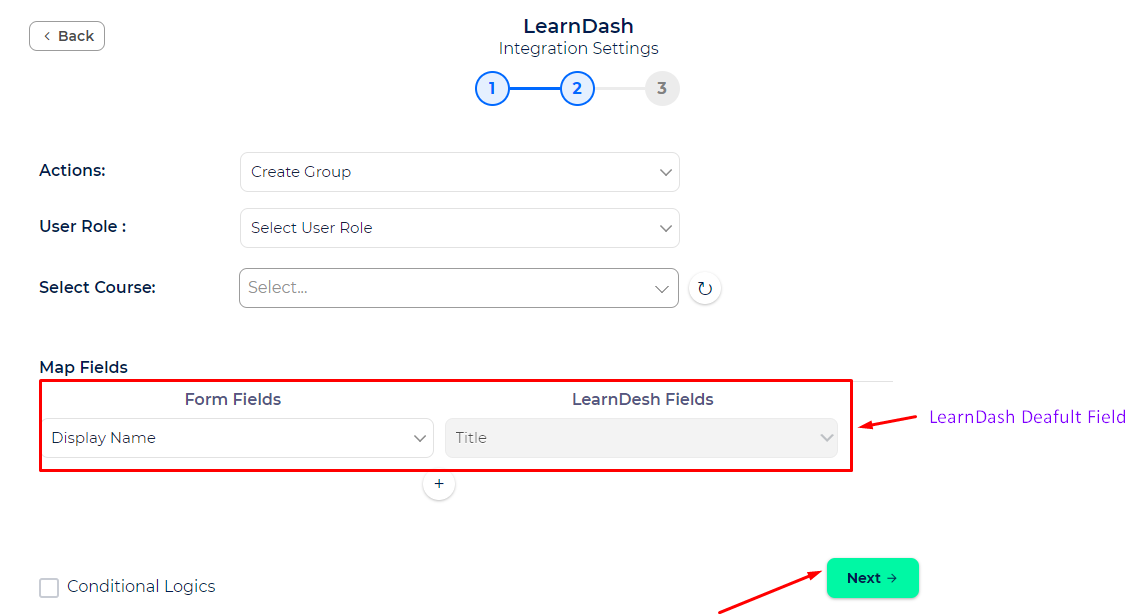 Back
LearnDash
Integration Settings
1 2 3
Actions: Create Group
User Role : Select User Role
Select Course: Select...
Map Fields
Form Fields LearnDesh Fields
Display Name Title
LearnDash Deafult Field
+
Conditional Logics
Next →